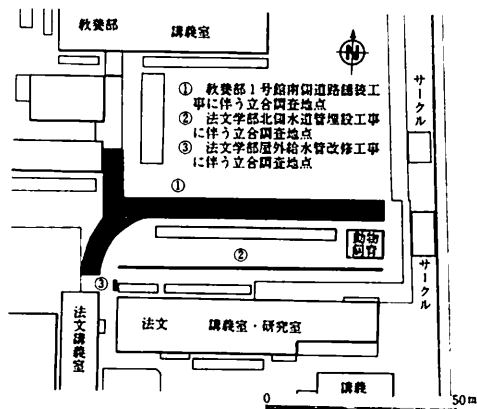 教養部 講義室
N
① 教養部1号館南側道路舗装工
事に伴う立合調査地点
② 法文学部北側水道管埋設工事
に伴う立合調査地点
③ 法文学部屋外給水管改修工事
に伴う立合調査地点
サークル
①
動物
飼育
②
サークル
③
法文講義室
法文 講義室・研究室
講義
0 50m